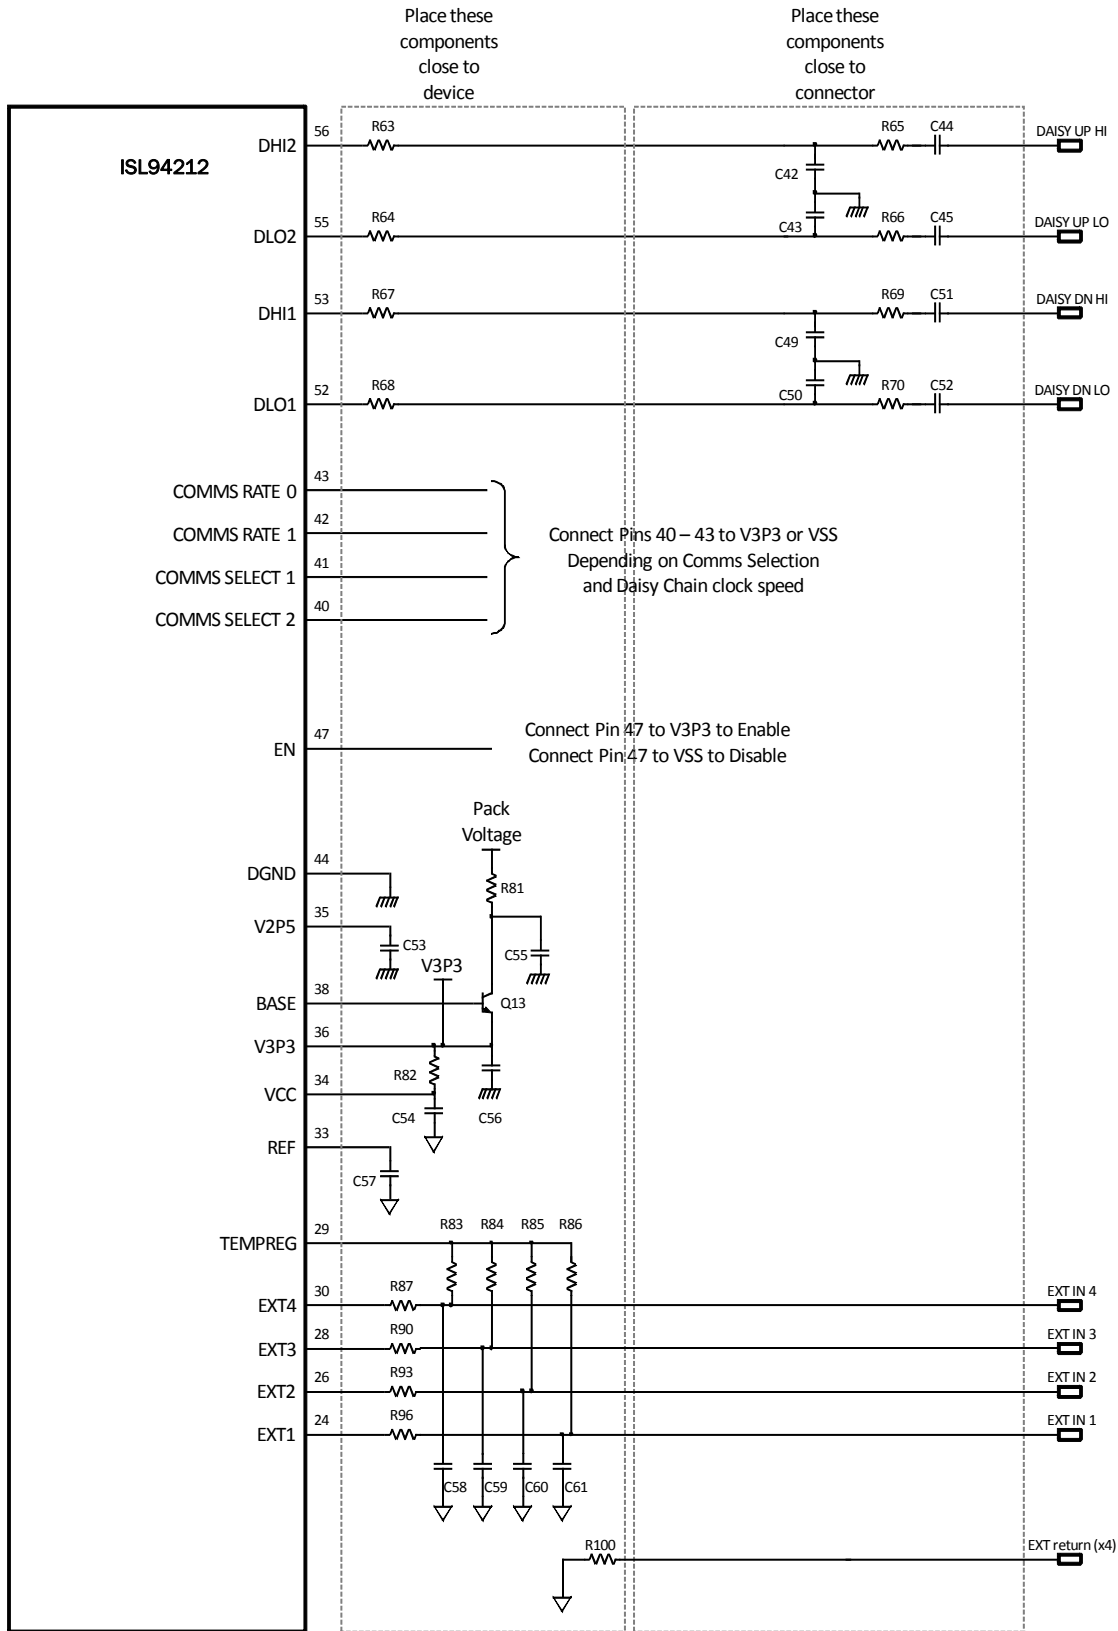 Place these
components
close to
device
Place these
components
close to
connector
ISL94212
DHI2
56
R63
R65
C44
DAISY UP HI
C42
DLO2
55
R64
C43
R66
C45
DAISY UP LO
DHI1
53
R67
R69
C51
DAISY DN HI
C49
DLO1
52
R68
C50
R70
C52
DAISY DN LO
COMMS RATE 0
43
COMMS RATE 1
42
COMMS SELECT 1
41
COMMS SELECT 2
40
Connect Pins 40 – 43 to V3P3 or VSS
Depending on Comms Selection
and Daisy Chain clock speed
EN
47
Connect Pin 47 to V3P3 to Enable
Connect Pin 47 to VSS to Disable
Pack
Voltage
R81
DGND
44
V2P5
35
C53
C55
V3P3
BASE
38
Q13
V3P3
36
R82
VCC
34
C54
C56
REF
33
C57
TEMPREG
29
R83
R84
R85
R86
EXT4
30
R87
EXT IN 4
EXT3
28
R90
EXT IN 3
EXT2
26
R93
EXT IN 2
EXT1
24
R96
EXT IN 1
C58
C59
C60
C61
R100
EXT return (x4)